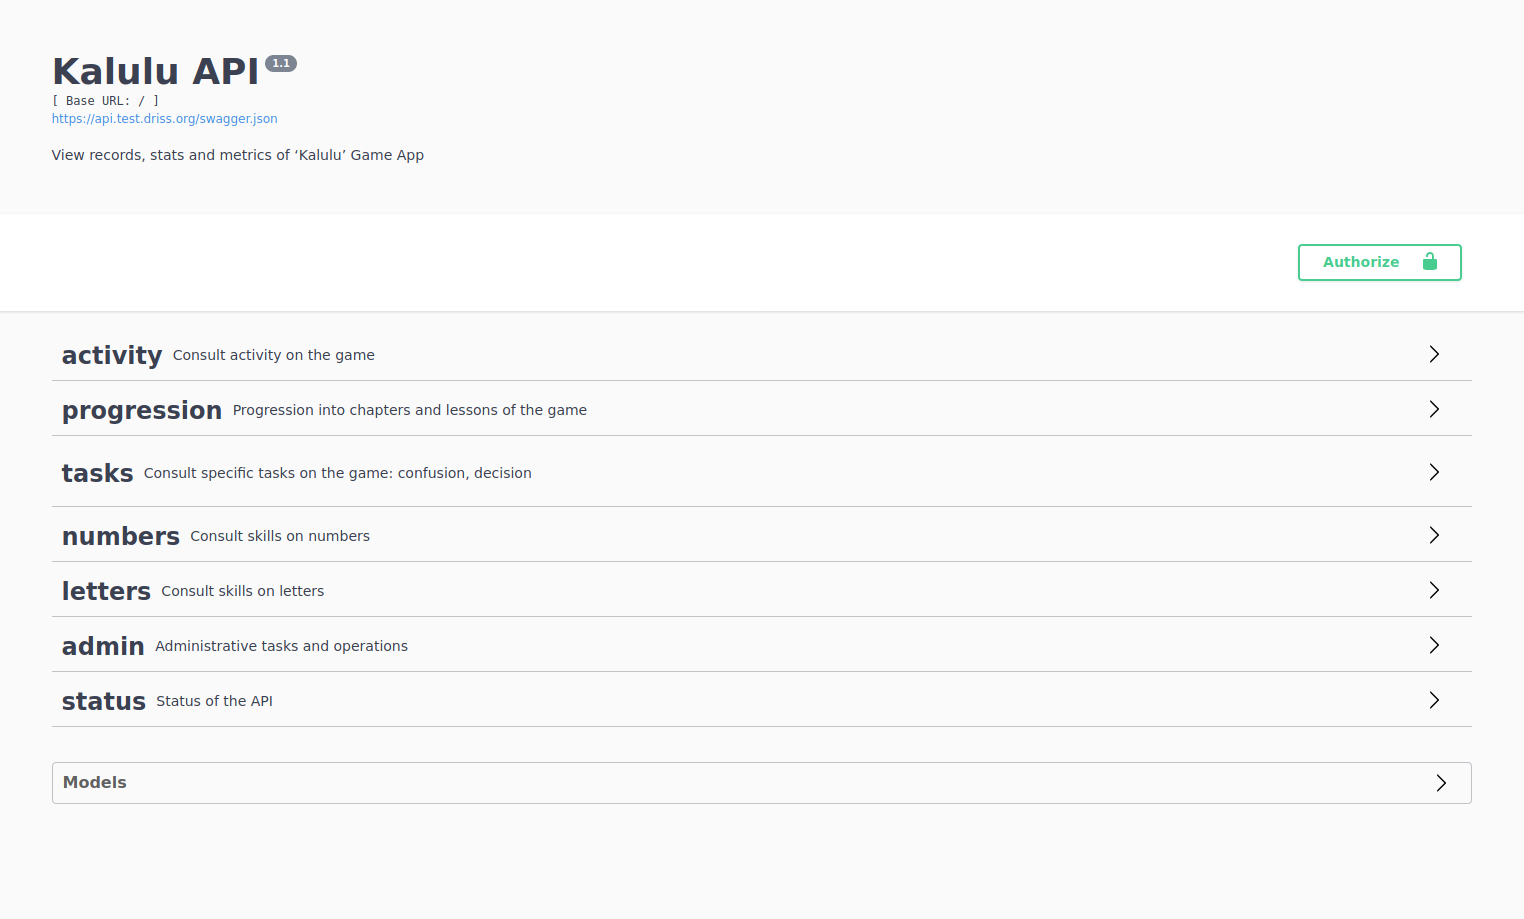 Kalulu API 1.1
[ Base URL: / ]
https://api.test.driss.org/swagger.json
View records, stats and metrics of ‘Kalulu’ Game App
Authorize
activity Consult activity on the game
progression Progression into chapters and lessons of the game
tasks Consult specific tasks on the game: confusion, decision
numbers Consult skills on numbers
letters Consult skills on letters
admin Administrative tasks and operations
status Status of the API
Models